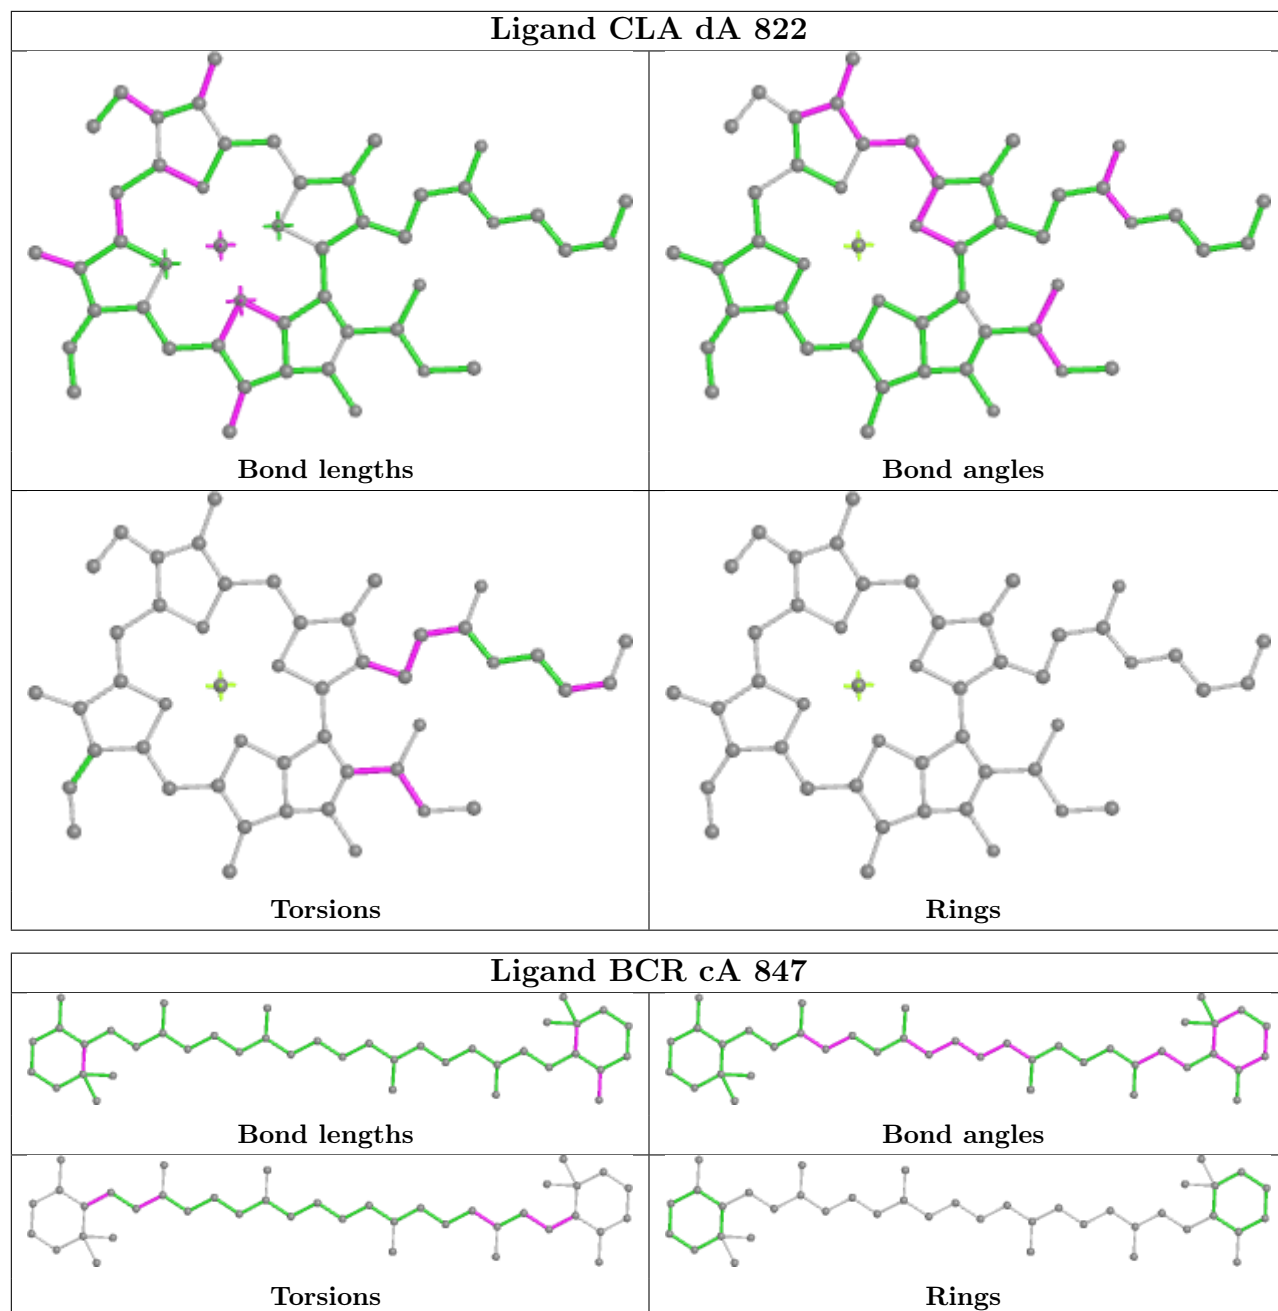 Ligand CLA dA 822
Bond lengths
Bond angles
Torsions
Rings
Ligand BCR cA 847
Bond lengths
Bond angles
Torsions
Rings